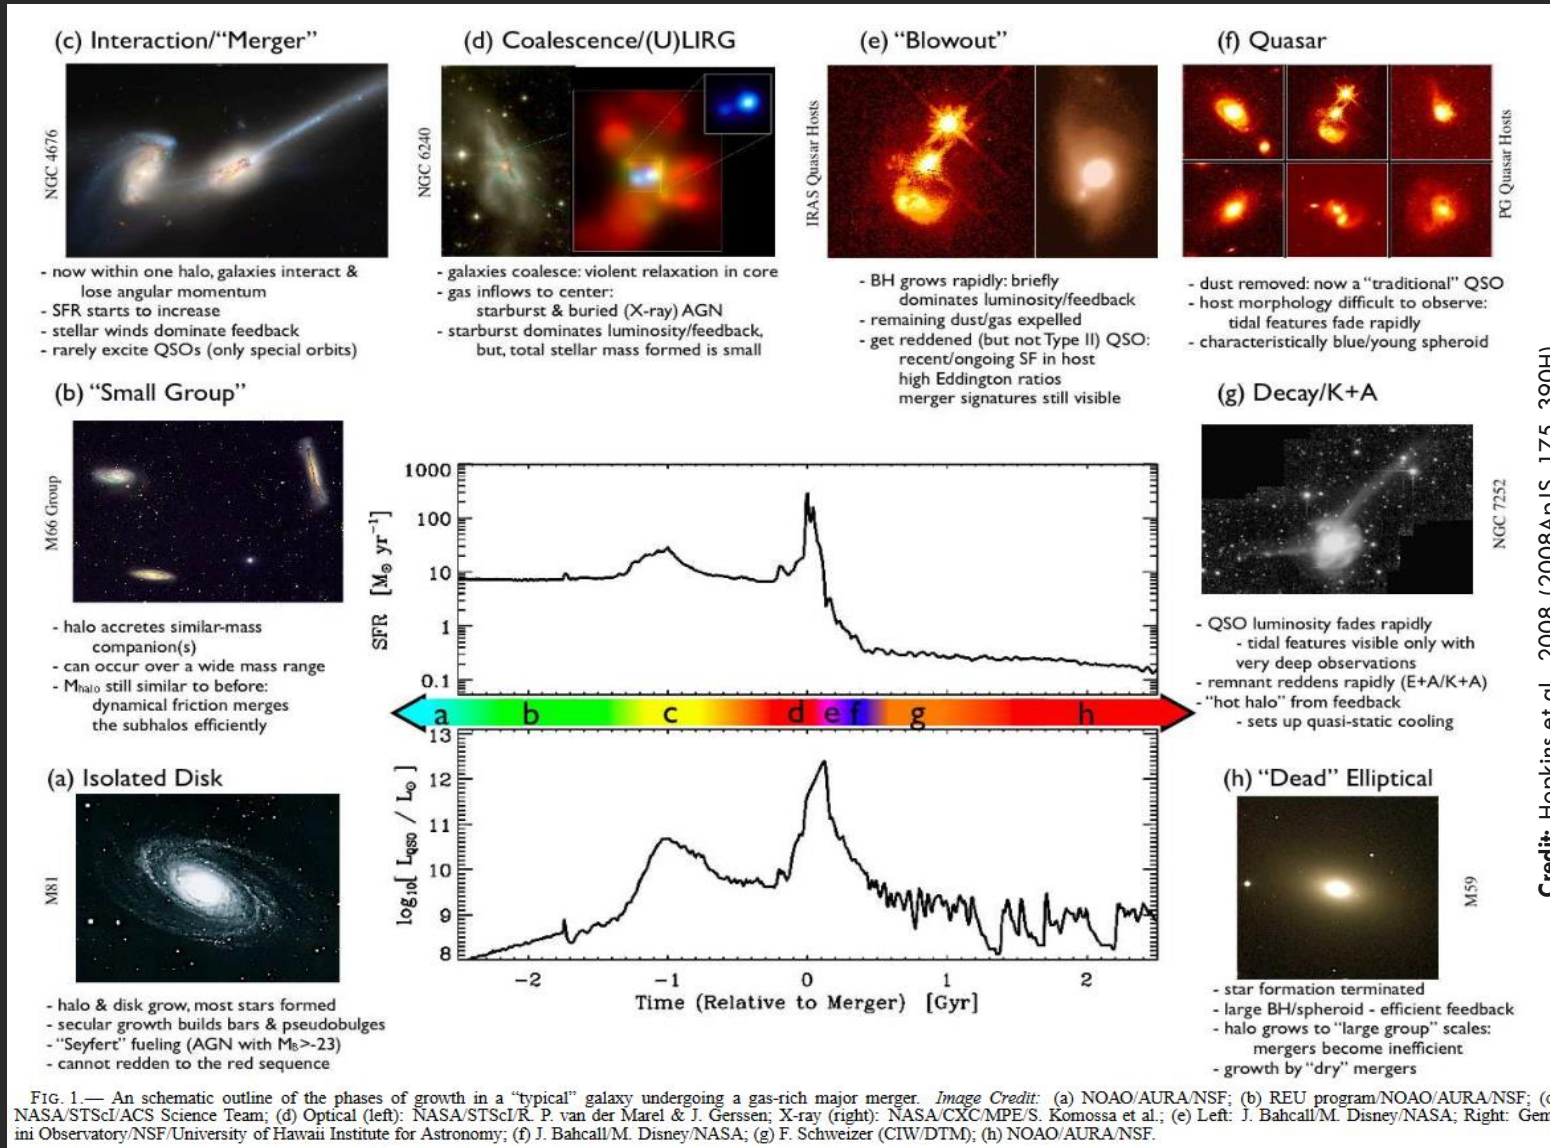 (c) Interaction/“Merger”
NGC 4676
- now within one halo, galaxies interact &
lose angular momentum
- SFR starts to increase
- stellar winds dominate feedback
- rarely excite QSOs (only special orbits)
(d) Coalescence/(U)LIRG
NGC 6240
- galaxies coalesce: violent relaxation in core
- gas inflows to center:
starburst & buried (X-ray) AGN
- starburst dominates luminosity/feedback,
but, total stellar mass formed is small
(e) “Blowout”
IRAS Quasar Hosts
- BH grows rapidly: briefly
dominates luminosity/feedback
- remaining dust/gas expelled
- get reddened (but not Type II) QSO:
recent/ongoing SF in host
high Eddington ratios
merger signatures still visible
(f) Quasar
PG Quasar Hosts
- dust removed: now a “traditional” QSO
- host morphology difficult to observe:
tidal features fade rapidly
- characteristically blue/young spheroid
(b) “Small Group”
M66 Group
- halo accretes similar-mass
companion(s)
- can occur over a wide mass range
- Mhalo still similar to before:
dynamical friction merges
the subhalos efficiently
(a) Isolated Disk
M81
- halo & disk grow, most stars formed
- secular growth builds bars & pseudobulges
- “Seyfert” fueling (AGN with MB>-23)
- cannot redden to the red sequence
1000
100
10
1
0.1
SFR [M⊙ yr⁻¹]
a b c d e f g h
13
12
11
10
9
8
log10[ LQSO / L⊙ ]
-2 -1 0 1 2
Time (Relative to Merger) [Gyr]
(g) Decay/K+A
NGC 7252
- QSO luminosity fades rapidly
- tidal features visible only with
very deep observations
- remnant reddens rapidly (E+A/K+A)
- “hot halo” from feedback
- sets up quasi-static cooling
(h) “Dead” Elliptical
M59
- star formation terminated
- large BH/spheroid - efficient feedback
- halo grows to “large group” scales:
mergers become inefficient
- growth by “dry” mergers
Credit: Hopkins et al. 2008 (2008ApJS..175..390H)
FIG. 1.— An schematic outline of the phases of growth in a “typical” galaxy undergoing a gas-rich major merger. Image Credit: (a) NOAO/AURA/NSF; (b) REU program/NOAO/AURA/NSF; (c
NASA/STScI/ACS Science Team; (d) Optical (left): NASA/STScI/R. P. van der Marel & J. Gerssen; X-ray (right): NASA/CXC/MPE/S. Komossa et al.; (e) Left: J. Bahcall/M. Disney/NASA; Right: Gem
ini Observatory/NSF/University of Hawaii Institute for Astronomy; (f) J. Bahcall/M. Disney/NASA; (g) F. Schweizer (CIW/DTM); (h) NOAO/AURA/NSF.